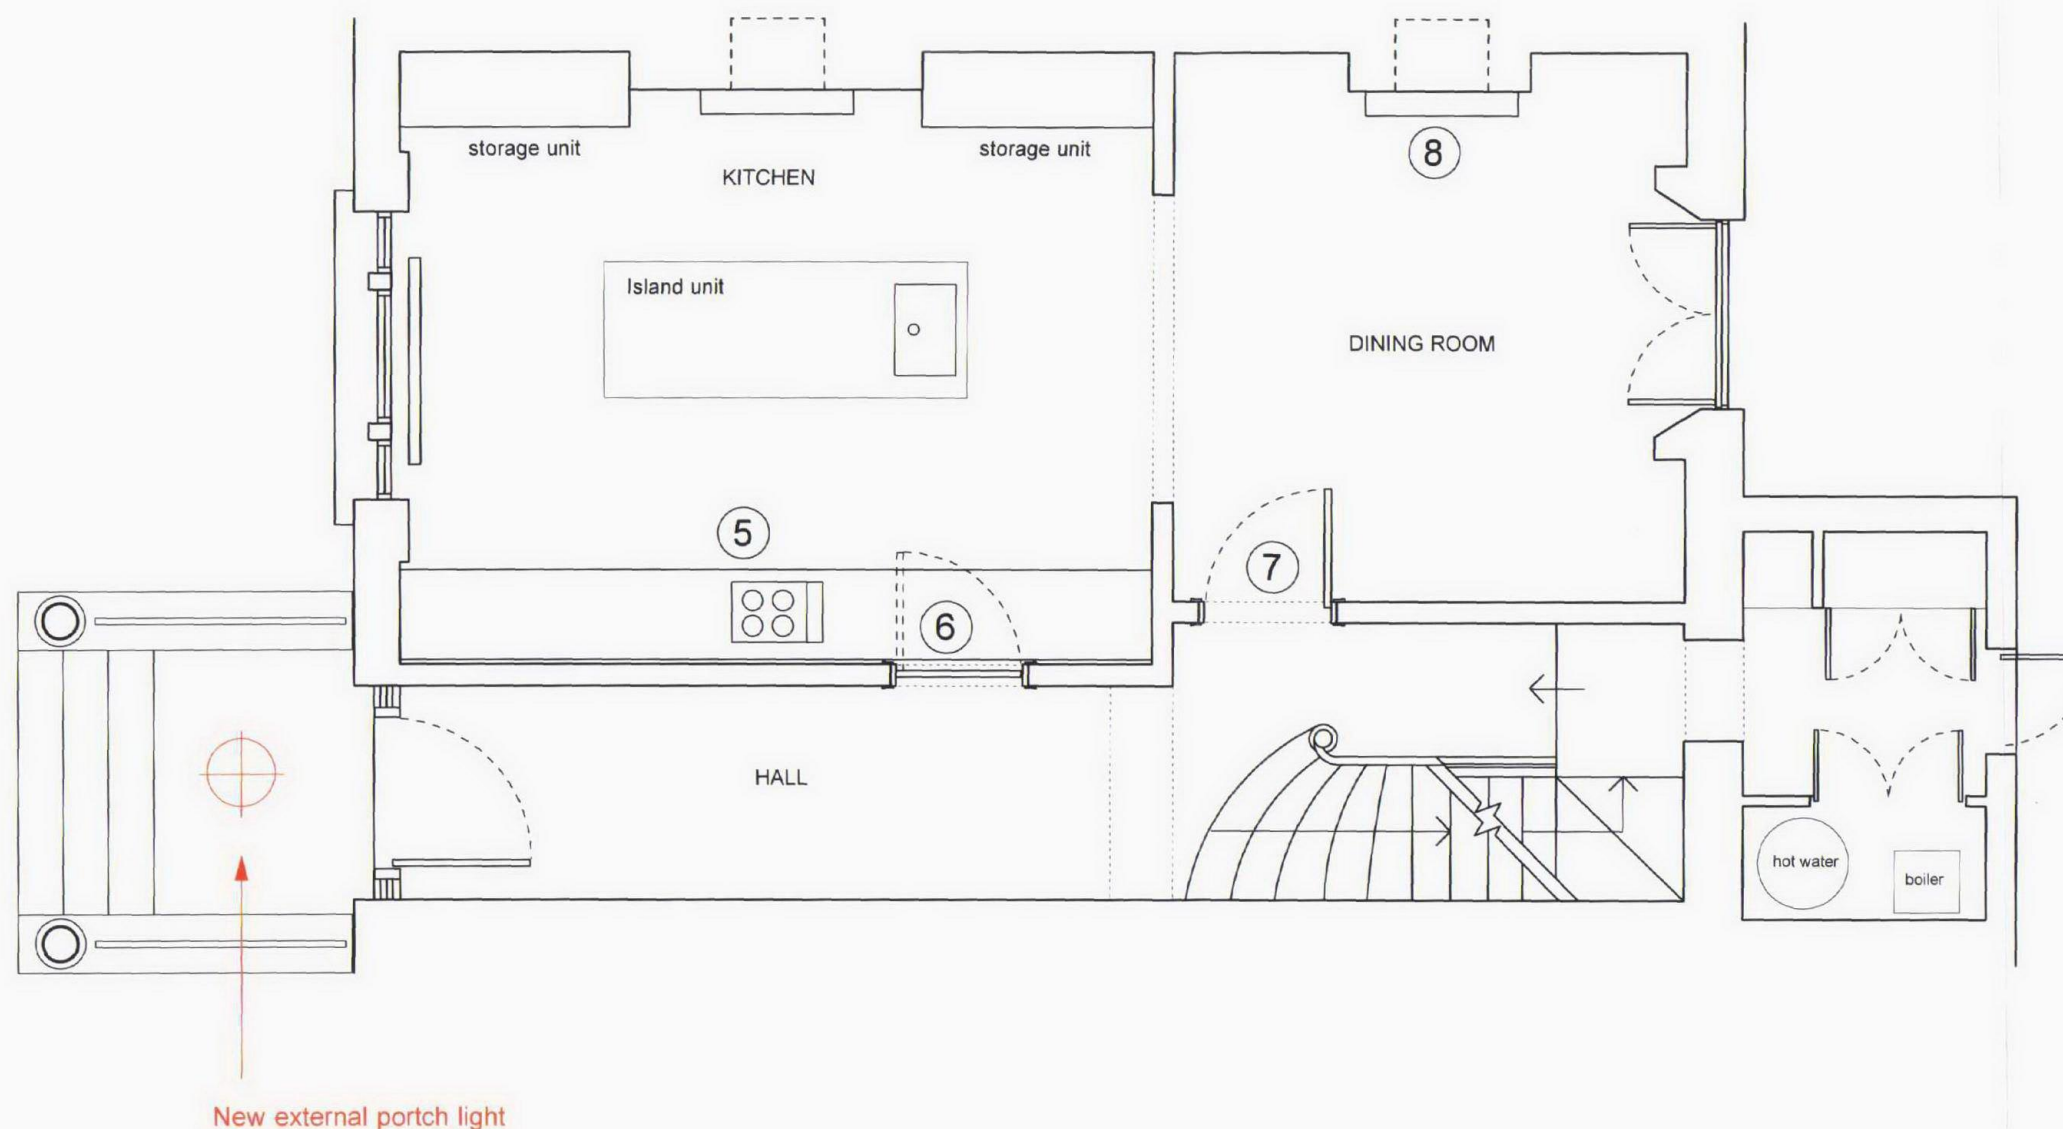 8
storage unit
storage unit
KITCHEN
Island unit
DINING ROOM
5
7
6
HALL
hot water
boiler
New external portch light